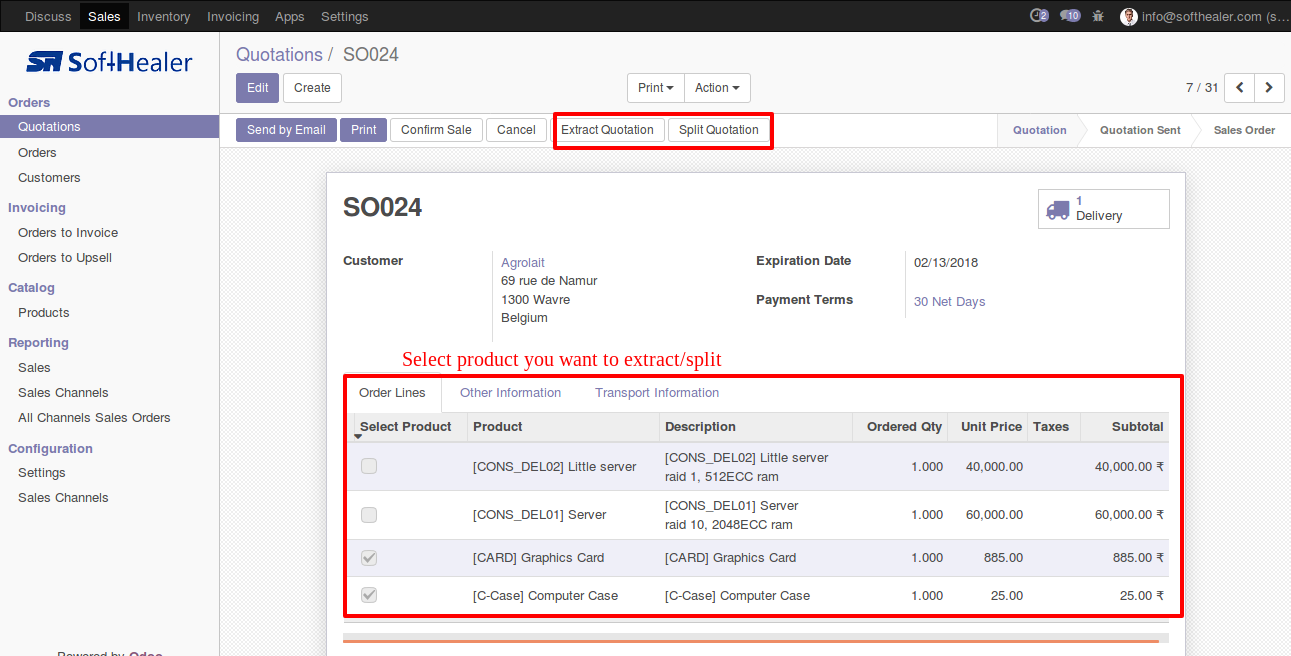 Discuss Sales Inventory Invoicing Apps Settings 2 10 info@softhealer.com (s...
SoftHealer
Quotations / SO024
Edit Create Print Action 7 / 31
Send by Email Print Confirm Sale Cancel Extract Quotation Split Quotation Quotation Quotation Sent Sales Order
Orders
Quotations
Orders
Customers
Invoicing
Orders to Invoice
Orders to Upsell
Catalog
Products
Reporting
Sales
Sales Channels
All Channels Sales Orders
Configuration
Settings
Sales Channels
Powered by Odoo
SO024
1
Delivery
Customer
Agrolait
69 rue de Namur
1300 Wavre
Belgium
Expiration Date 02/13/2018
Payment Terms 30 Net Days
Select product you want to extract/split
Order Lines Other Information Transport Information
Select Product Product Description Ordered Qty Unit Price Taxes Subtotal
[CONS_DEL02] Little server [CONS_DEL02] Little server raid 1, 512ECC ram 1.000 40,000.00 40,000.00 ₹
[CONS_DEL01] Server [CONS_DEL01] Server raid 10, 2048ECC ram 1.000 60,000.00 60,000.00 ₹
[CARD] Graphics Card [CARD] Graphics Card 1.000 885.00 885.00 ₹
[C-Case] Computer Case [C-Case] Computer Case 1.000 25.00 25.00 ₹